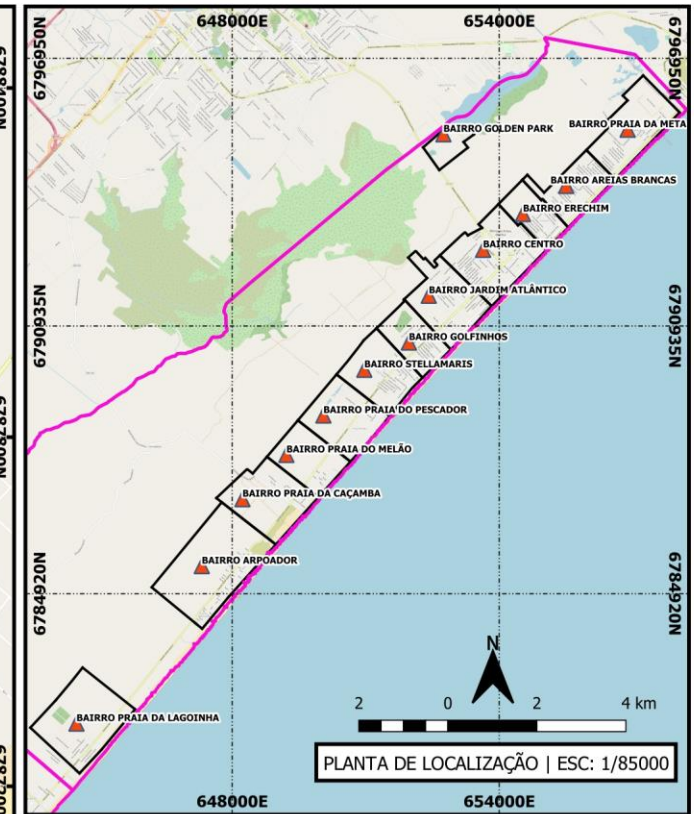 648000E
654000E
6796950N
6796950N
BAIRRO GOLDEN PARK
BAIRRO PRAIA DA META
BAIRRO AREIAS BRANCAS
BAIRRO ERECHIM
BAIRRO CENTRO
BAIRRO JARDIM ATLÂNTICO
6790935N
6790935N
BAIRRO GOLFINHOS
BAIRRO STELLAMARIS
BAIRRO PRAIA DO PESCADOR
BAIRRO PRAIA DO MELÃO
BAIRRO PRAIA DA CAÇAMBA
BAIRRO ARPOADOR
6784920N
6784920N
BAIRRO PRAIA DA LAGOINHA
N
2 0 2 4 km
PLANTA DE LOCALIZAÇÃO | ESC: 1/85000
648000E
654000E